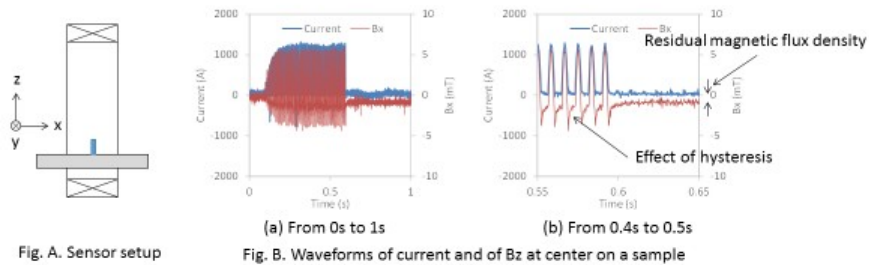 z
x
y
Fig. A. Sensor setup
Current Bx
2000
1000
0
-1000
-2000
Current (A)
10
5
0
-5
-10
Bx (mT)
0 0.5 1
Time (s)
(a) From 0s to 1s
Current Bx
2000
1000
0
-1000
-2000
Current (A)
10
5
0
-5
-10
Bx (mT)
0.55 0.6 0.65
Time (s)
Residual magnetic flux density
Effect of hysteresis
(b) From 0.4s to 0.5s
Fig. B. Waveforms of current and of Bz at center on a sample